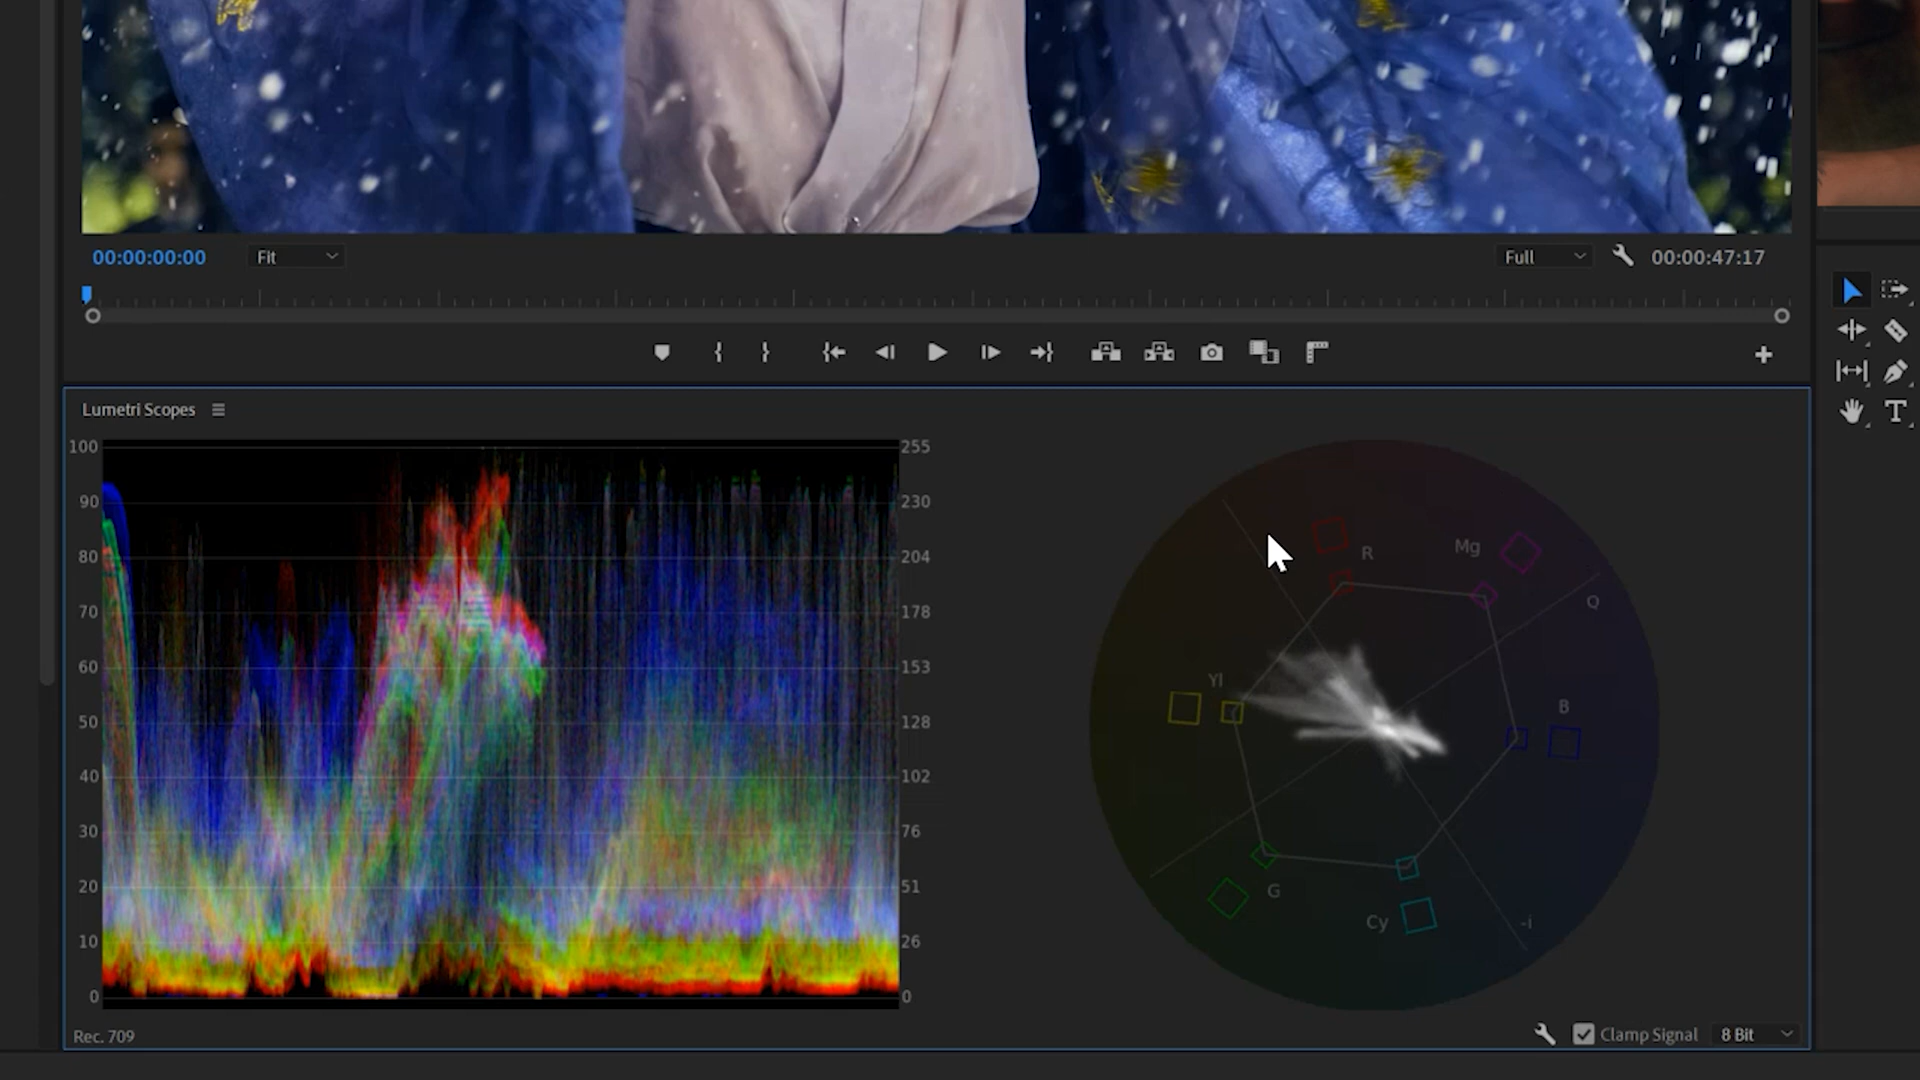 00:00:00:00 Fit Full 00:00:47:17
Lumetri Scopes
100 255
90 230
80 204
70 178
60 153
50 128
40 102
30 76
20 51
10 26
0 0
R Mg
Q
Yl
B
G
Cy -i
Rec. 709 Clamp Signal 8 Bit